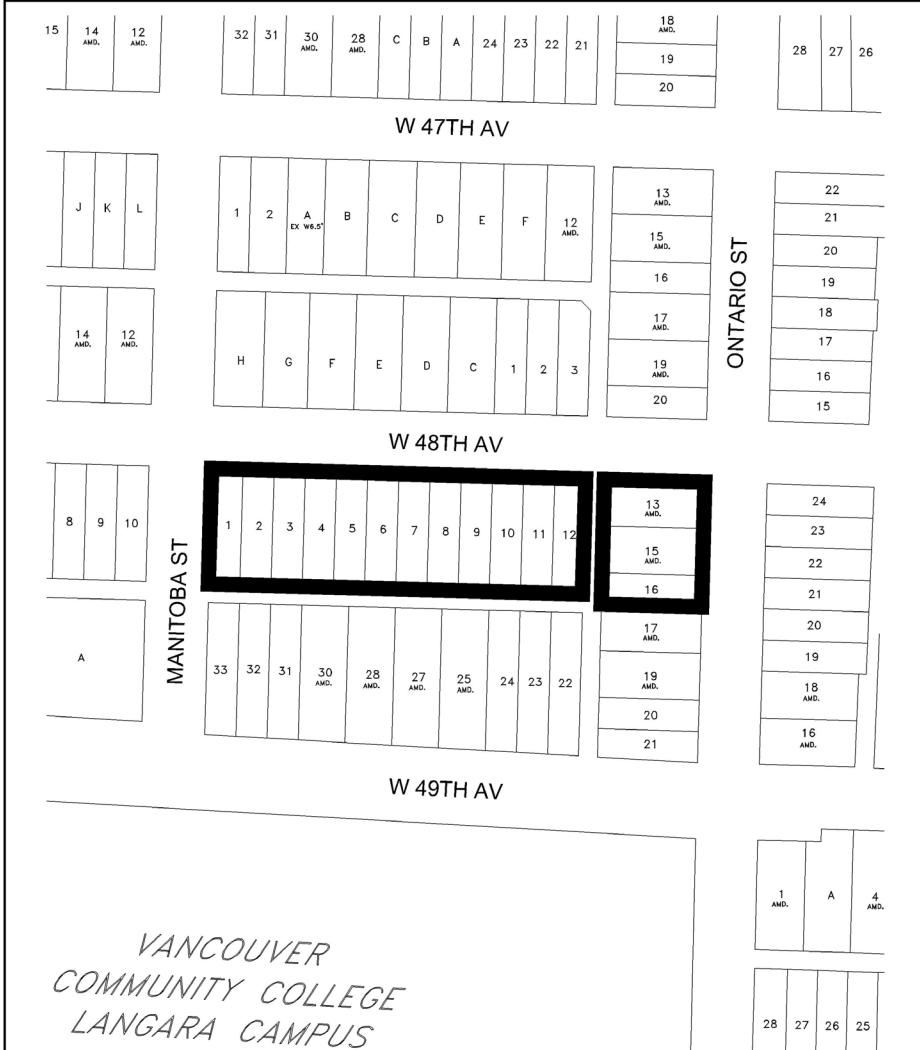 15 14 12 32 31 30 28 C B A 24 23 22 21 18 28 27 26
AMD. AMD. AMD. AMD. AMD.
19
20
W 47TH AV
J K L 1 2 A B C D E F 12 13 22
EX W6.5' AMD. AMD.
21
15 20
AMD.
16 19
ONTARIO ST
14 12 H G F E D C 1 2 3 17 18
AMD. AMD. AMD.
17
19 16
AMD.
20 15
W 48TH AV
8 9 10 1 2 3 4 5 6 7 8 9 10 11 12 13 24
AMD.
23
15 22
AMD.
16 21
MANITOBA ST
A 33 32 31 30 28 27 25 24 23 22 17 20
AMD. AMD. AMD. AMD. AMD.
19
19 18
AMD. AMD.
20 16
AMD.
21
W 49TH AV
1 A 4
AMD. AMD.
VANCOUVER
COMMUNITY COLLEGE
LANGARA CAMPUS
28 27 26 25